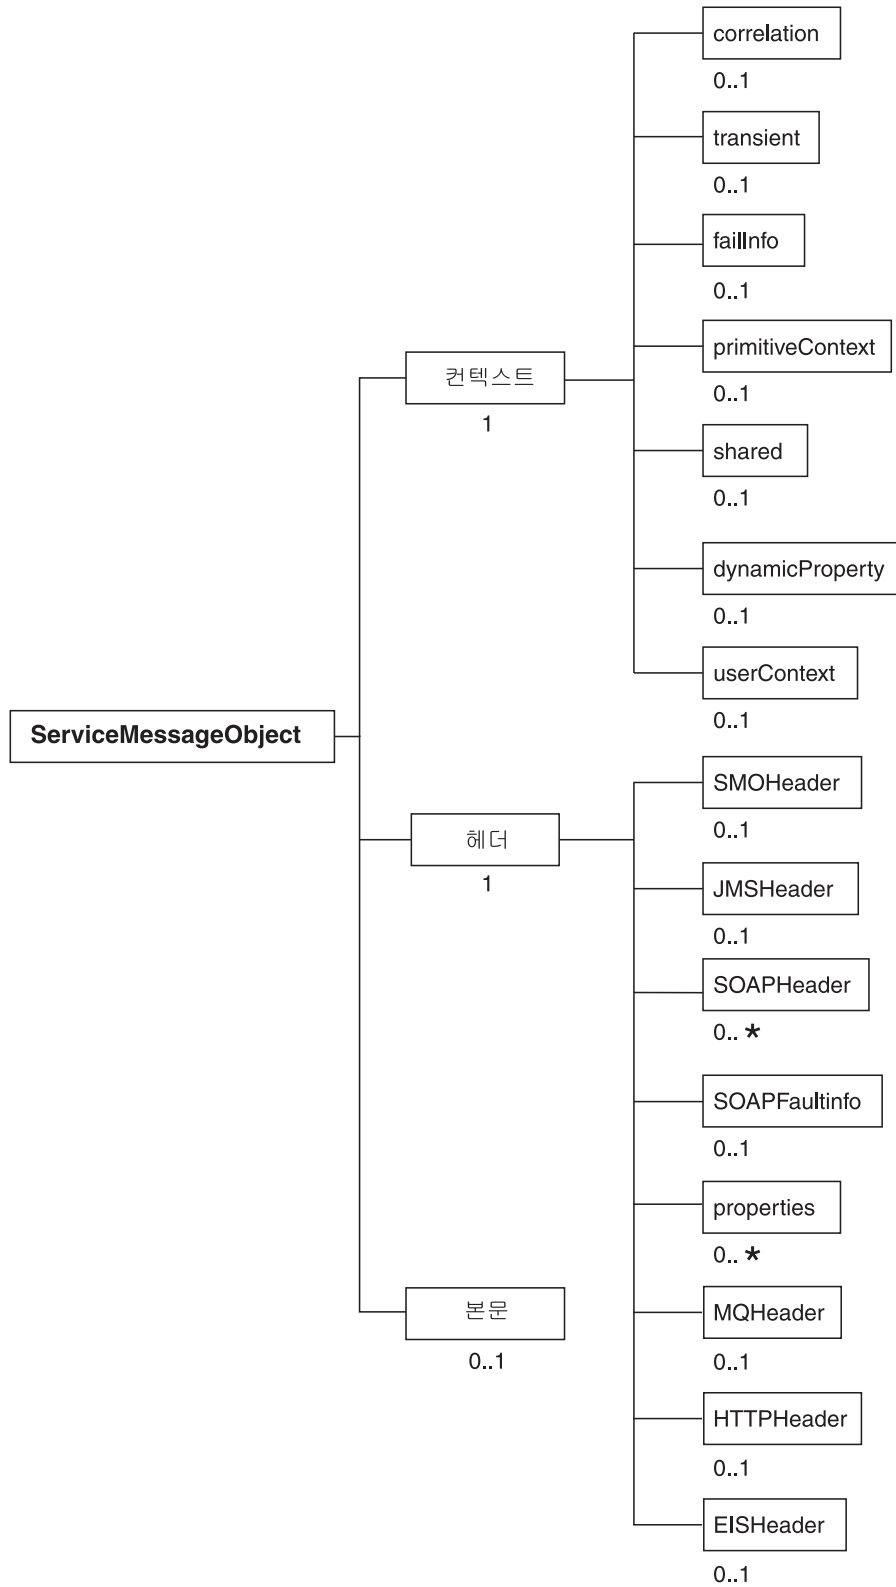 correlation
0..1
transient
0..1
failInfo
0..1
primitiveContext
0..1
컨텍스트
1
shared
0..1
dynamicProperty
0..1
userContext
0..1
ServiceMessageObject
SMOHeader
0..1
헤더
1
JMSHeader
0..1
SOAPHeader
0.. *
SOAPFaultinfo
0..1
properties
0.. *
본문
0..1
MQHeader
0..1
HTTPHeader
0..1
EISHeader
0..1